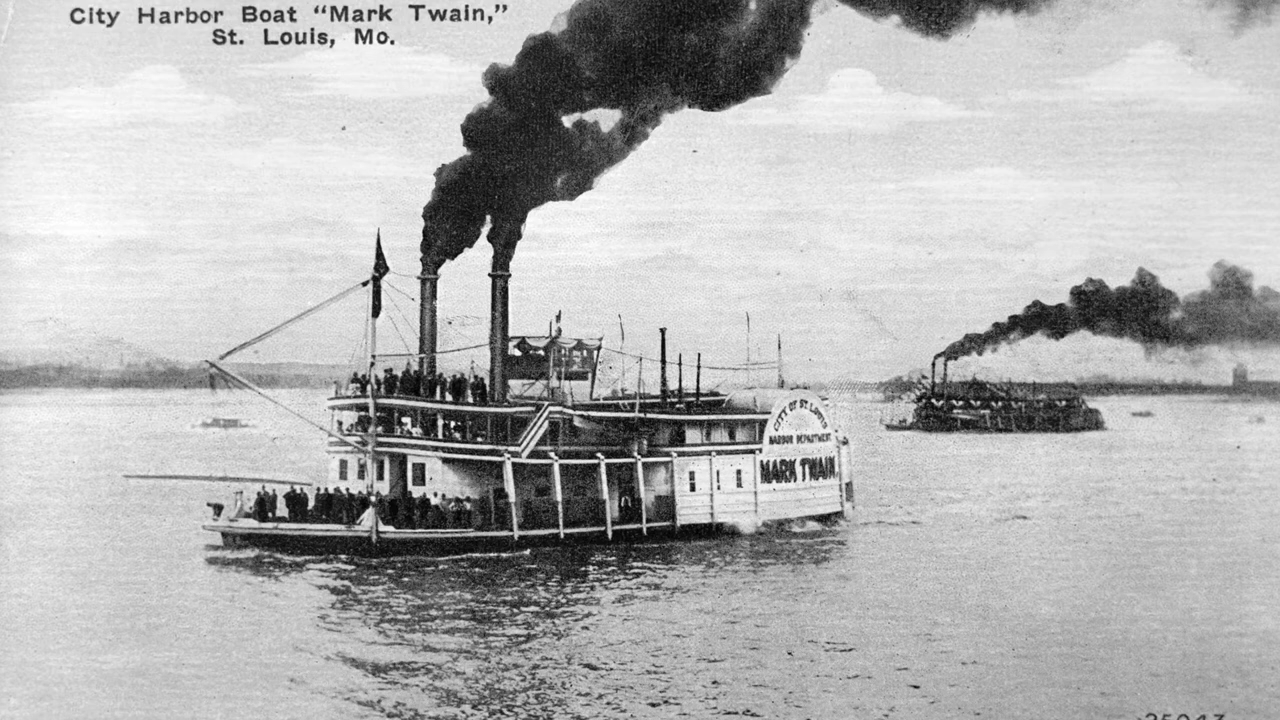 City Harbor Boat “Mark Twain,”
St. Louis, Mo.
CITY OF ST. LOUIS
HARBOR DEPARTMENT
MARK TWAIN